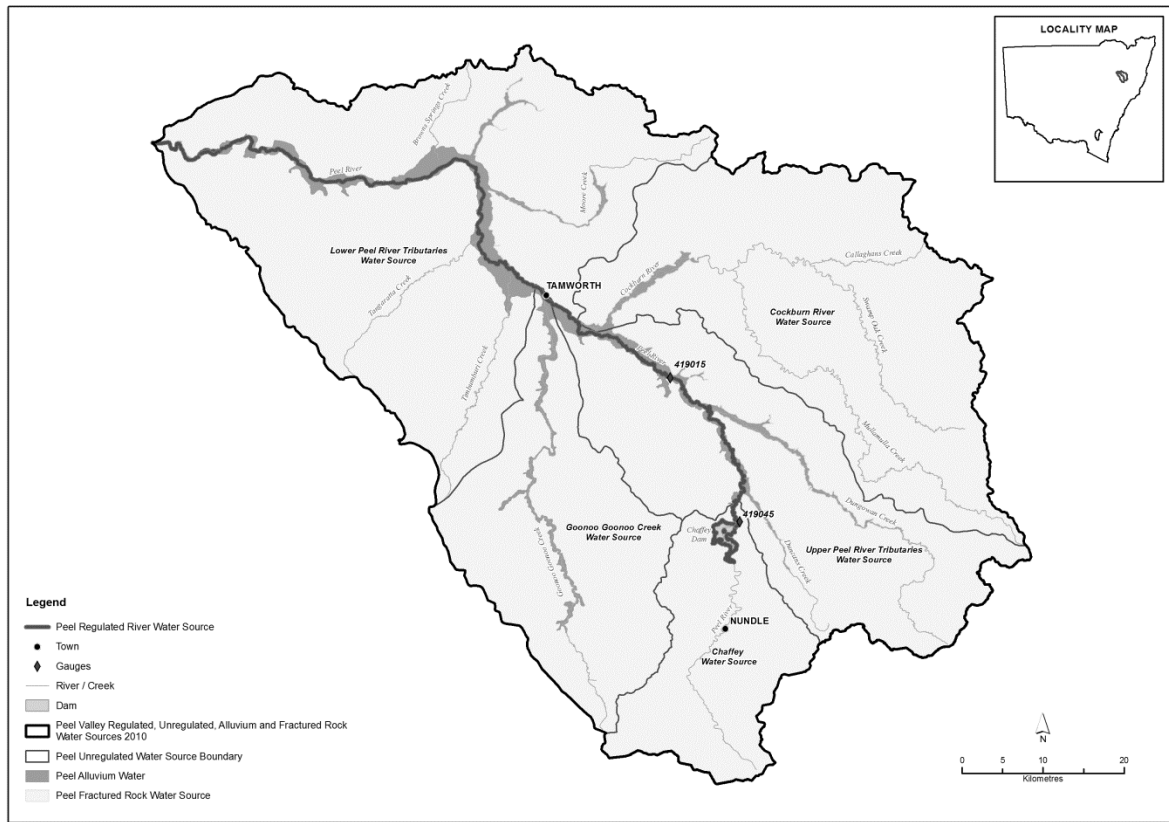 LOCALITY MAP
Browns Springs Creek
Peel River
Moore Creek
Lower Peel River Tributaries
Water Source
Tangaratta Creek
TAMWORTH
Cockburn River
Callaghans Creek
Swamp Oak Creek
Cockburn River
Water Source
Timbumburi Creek
Peel River
419015
Mullamulla Creek
Goonoo Goonoo Creek
Water Source
Goonoo Goonoo Creek
419045
Chaffey
Dam
Duncans Creek
Dungowan Creek
Upper Peel River Tributaries
Water Source
Peel River
NUNDLE
Chaffey
Water Source
Legend
Peel Regulated River Water Source
Town
Gauges
River / Creek
Dam
Peel Valley Regulated, Unregulated, Alluvium and Fractured Rock
Water Sources 2010
Peel Unregulated Water Source Boundary
Peel Alluvium Water
Peel Fractured Rock Water Source
N
0 5 10 20
Kilometres